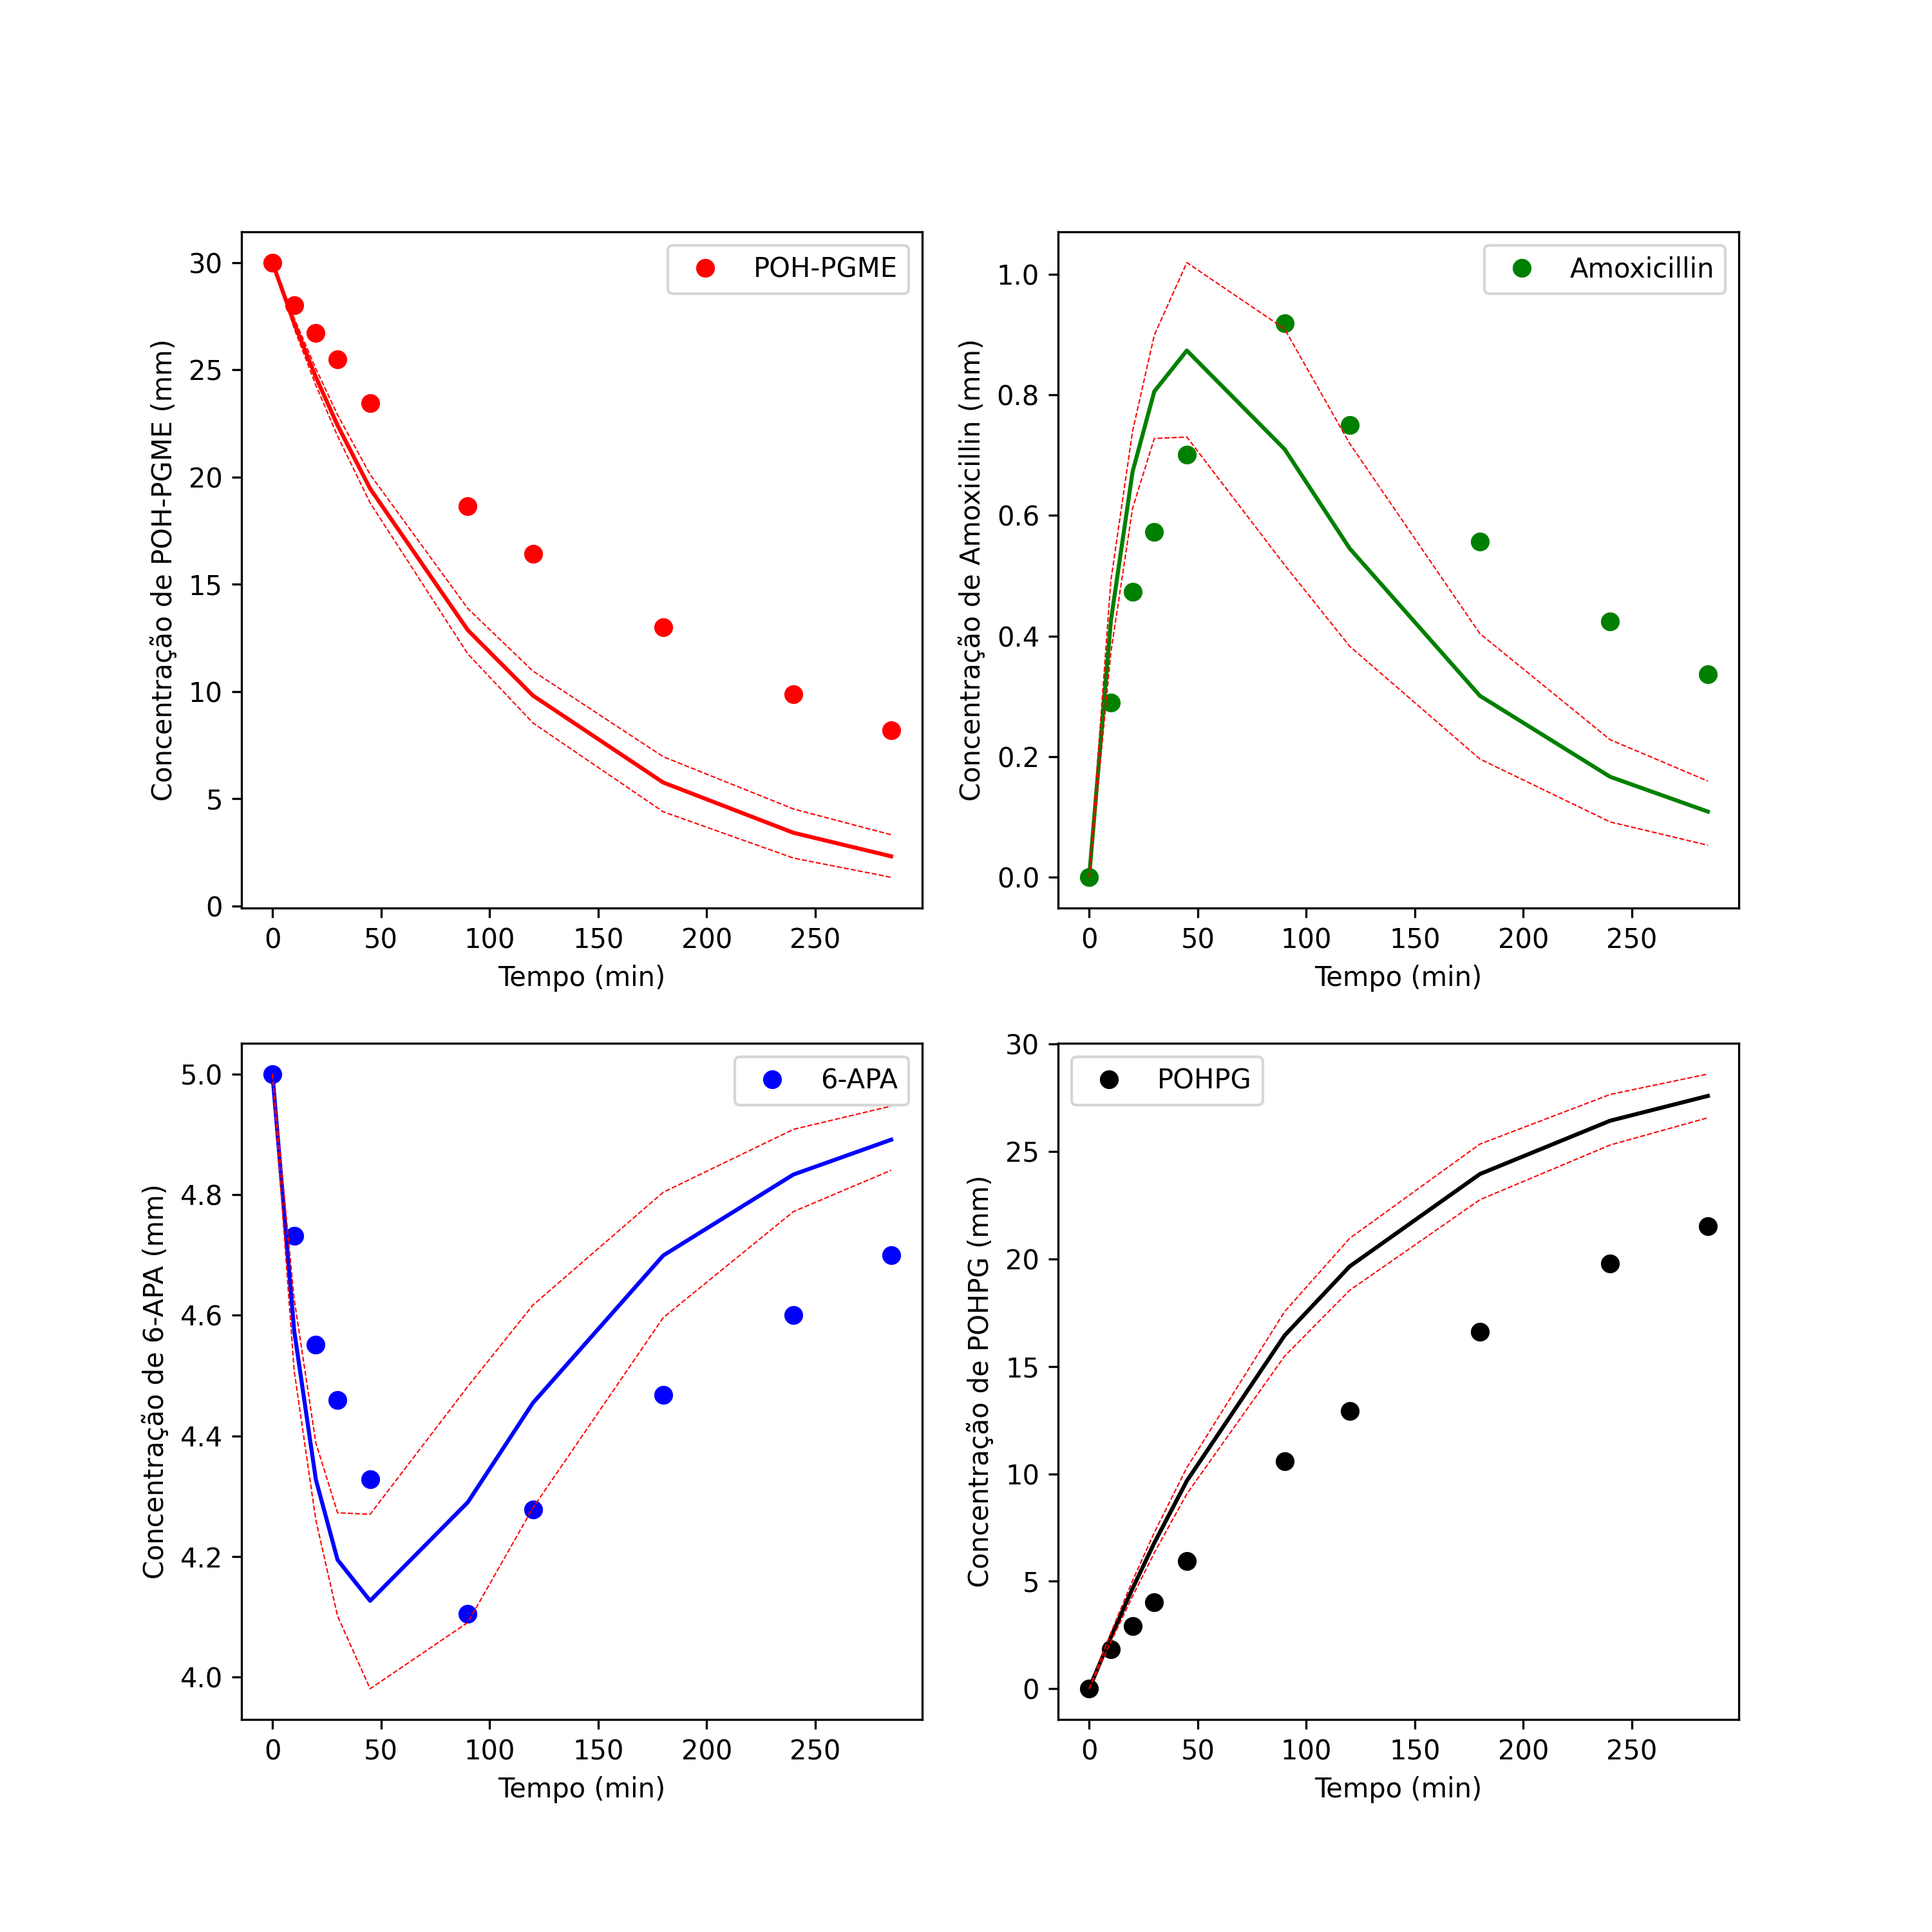 POH-PGME
Concentração de POH-PGME (mm)
30
25
20
15
10
5
0
0 50 100 150 200 250
Tempo (min)
Amoxicillin
Concentração de Amoxicillin (mm)
1.0
0.8
0.6
0.4
0.2
0.0
0 50 100 150 200 250
Tempo (min)
6-APA
Concentração de 6-APA (mm)
5.0
4.8
4.6
4.4
4.2
4.0
0 50 100 150 200 250
Tempo (min)
POHPG
Concentração de POHPG (mm)
30
25
20
15
10
5
0
0 50 100 150 200 250
Tempo (min)